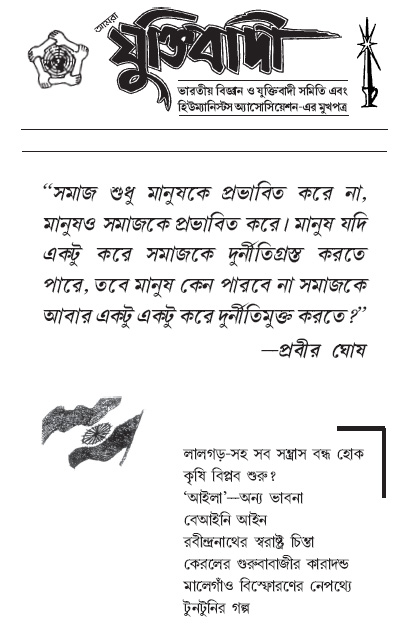 আমরা
যুক্তিবাদী
ভারতীয় বিজ্ঞান ও যুক্তিবাদী সমিতি এবং
হিউম্যানিস্টস অ্যাসোসিয়েশন-এর মুখপত্র
“সমাজ শুধু মানুষকে প্রভাবিত করে না,
মানুষও সমাজকে প্রভাবিত করে। মানুষ যদি
একটু করে সমাজকে দুর্নীতিগ্রস্ত করতে
পারে, তবে মানুষ কেন পারবে না সমাজকে
আবার একটু একটু করে দুর্নীতিমুক্ত করতে?”
—প্রবীর ঘোষ
লালগড়-সহ সব সন্ত্রাস বন্ধ হোক
কৃষি বিপ্লব শুরু?
‘আইলা’—অন্য ভাবনা
বেআইনি আইন
রবীন্দ্রনাথের স্বরাষ্ট্র চিন্তা
কেরলের গুরুবাবাজীর কারাদন্ড
মালেগাঁও বিস্ফোরণের নেপথ্যে
টুনটুনির গল্প